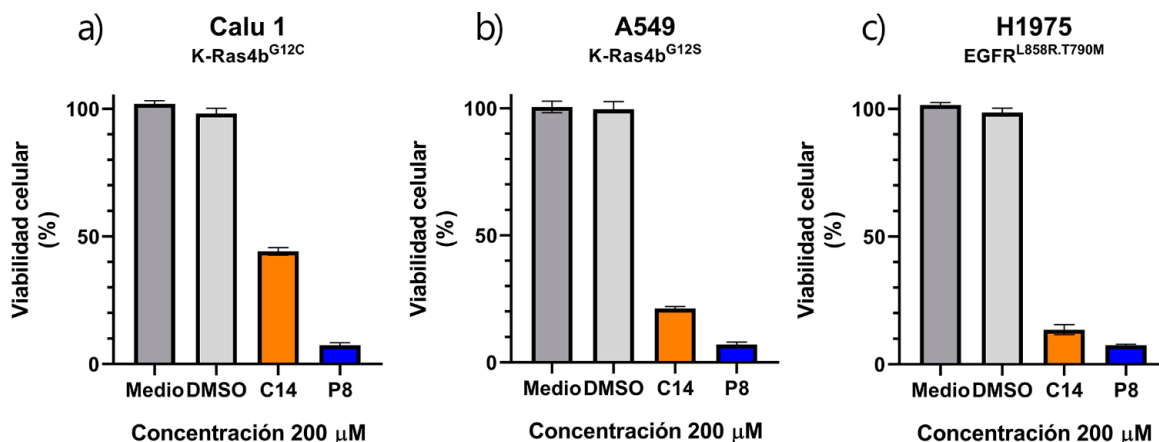 a)
Calu 1
K-Ras4b^G12C
Viabilidad celular
(%)
100
50
0
Medio DMSO C14 P8
Concentración 200 μM
b)
A549
K-Ras4b^G12S
Viabilidad celular
(%)
100
50
0
Medio DMSO C14 P8
Concentración 200 μM
c)
H1975
EGFR^L858R.T790M
Viabilidad celular
(%)
100
50
0
Medio DMSO C14 P8
Concentración 200 μM